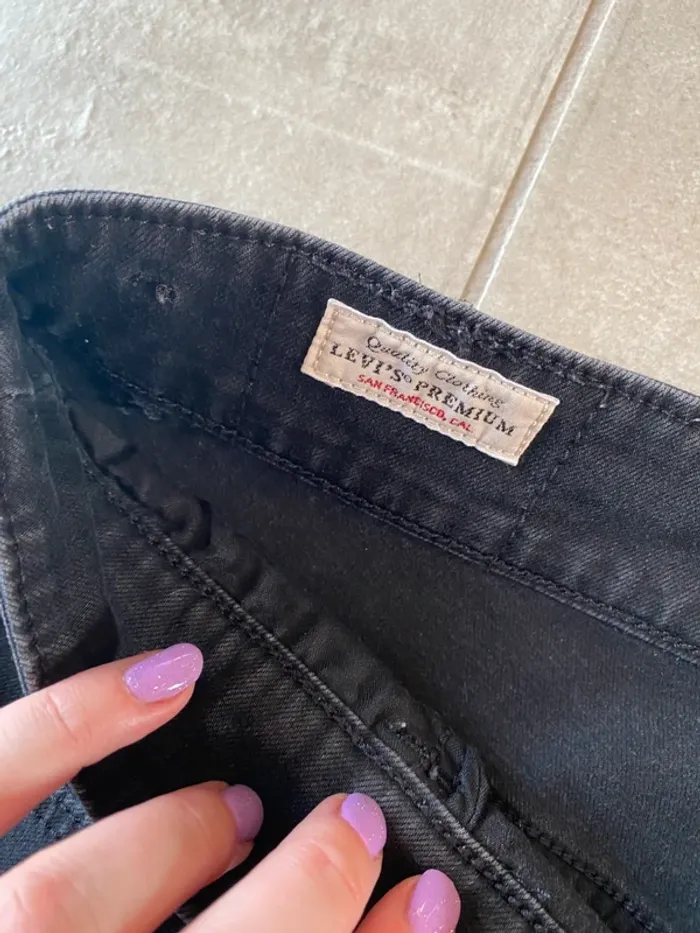 Quality Clothing
LEVI'S® PREMIUM
SAN FRANCISCO, CAL